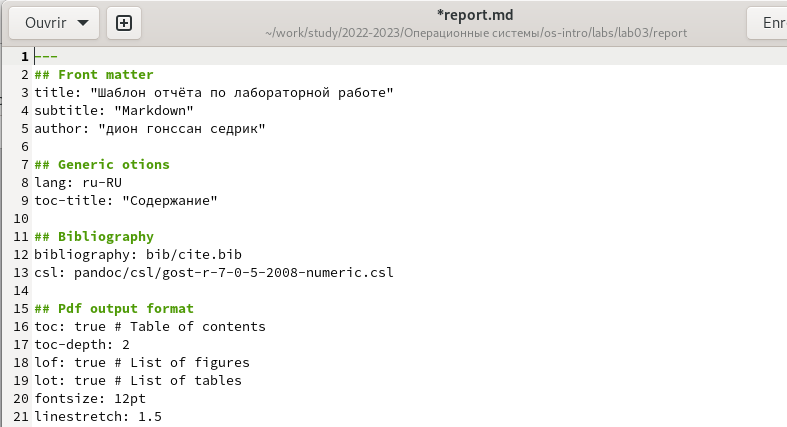 Ouvrir
*report.md
~/work/study/2022-2023/Операционные системы/os-intro/labs/lab03/report
Enr
1 ---
2 ## Front matter
3 title: "Шаблон отчёта по лабораторной работе"
4 subtitle: "Markdown"
5 author: "дион гонссан седрик"
6
7 ## Generic otions
8 lang: ru-RU
9 toc-title: "Содержание"
10
11 ## Bibliography
12 bibliography: bib/cite.bib
13 csl: pandoc/csl/gost-r-7-0-5-2008-numeric.csl
14
15 ## Pdf output format
16 toc: true # Table of contents
17 toc-depth: 2
18 lof: true # List of figures
19 lot: true # List of tables
20 fontsize: 12pt
21 linestretch: 1.5